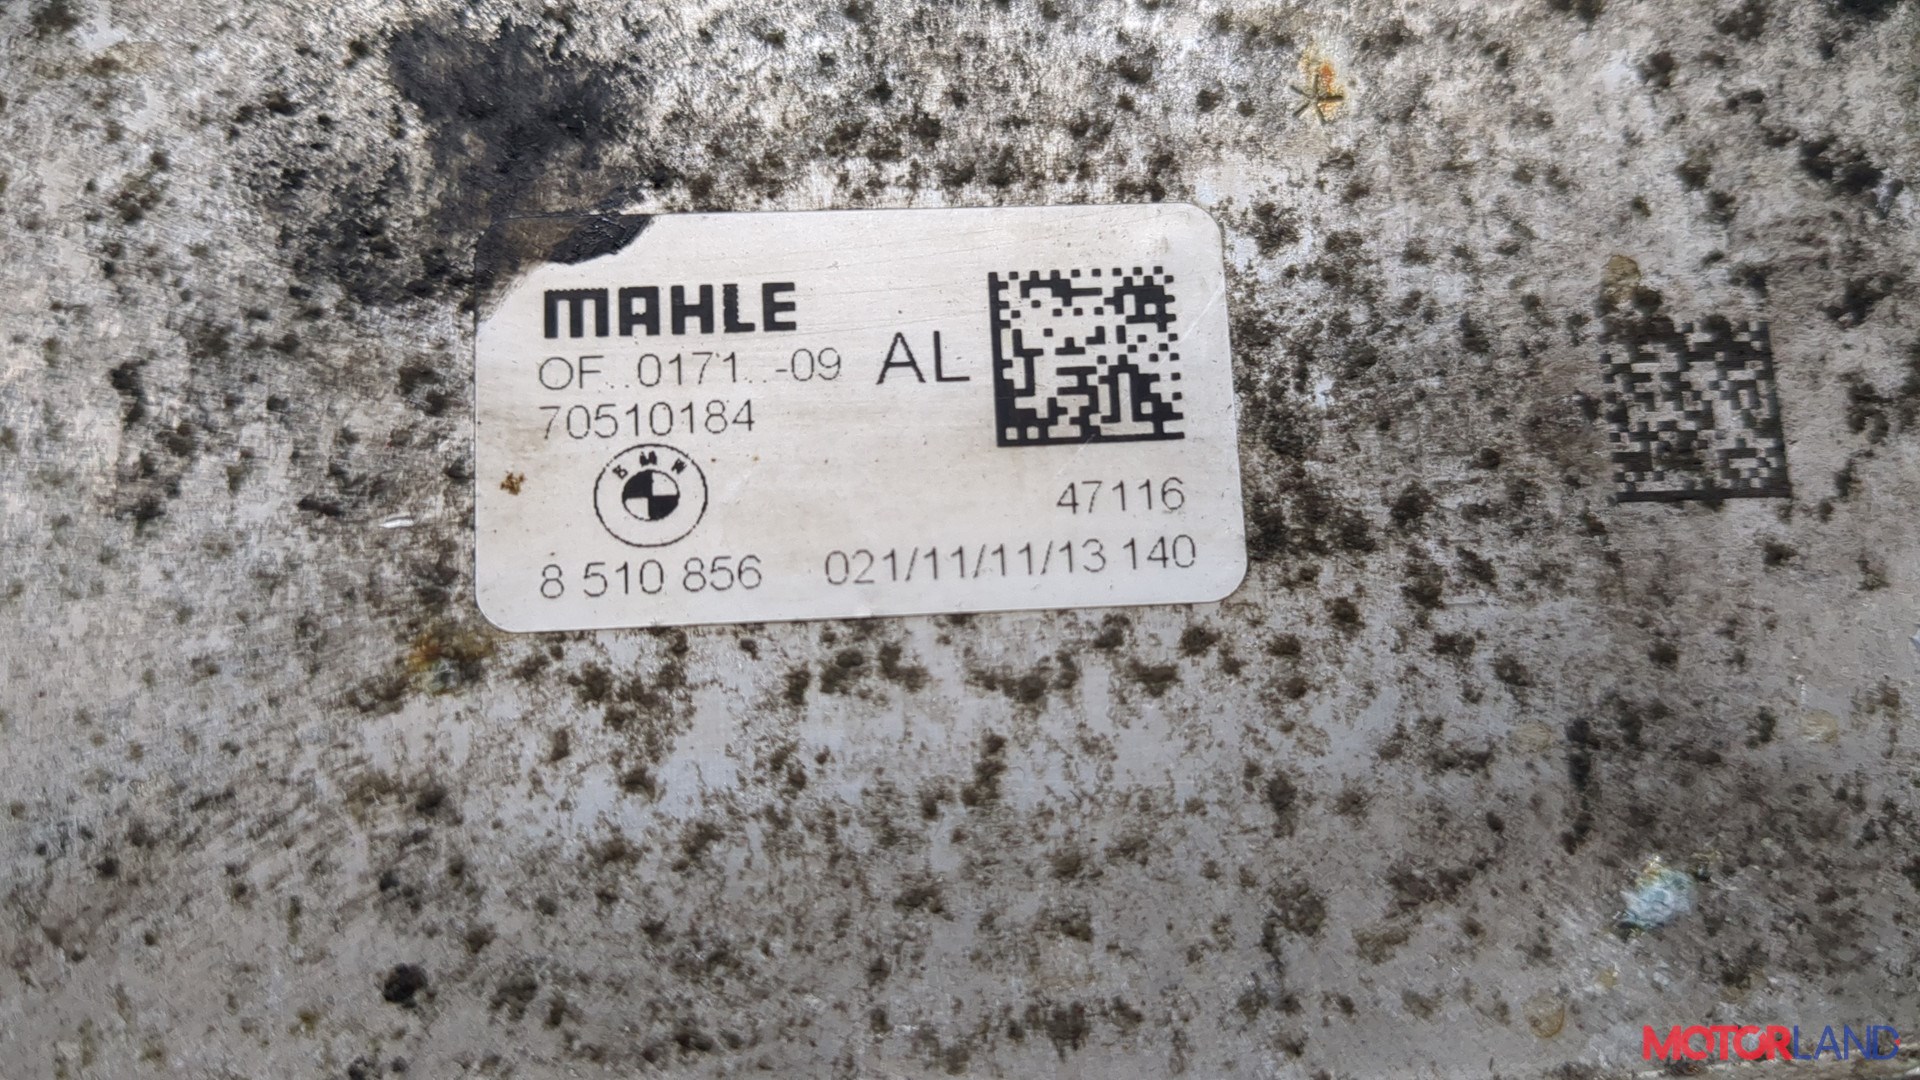 MAHLE
OF..0171..-09 AL
70510184
BMW
47116
8 510 856 021/11/11/13 140
MOTORLAND